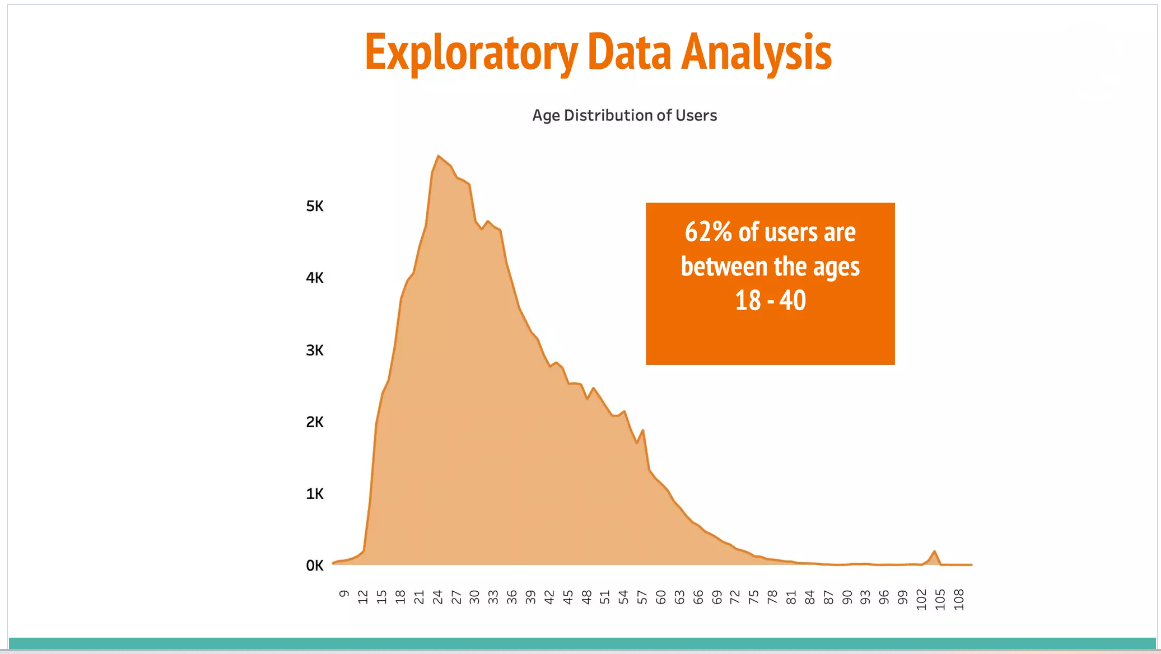 Exploratory Data Analysis
Age Distribution of Users
5K
4K
3K
2K
1K
0K
62% of users are
between the ages
18 - 40
9 12 15 18 21 24 27 30 33 36 39 42 45 48 51 54 57 60 63 66 69 72 75 78 81 84 87 90 93 96 99 102 105 108